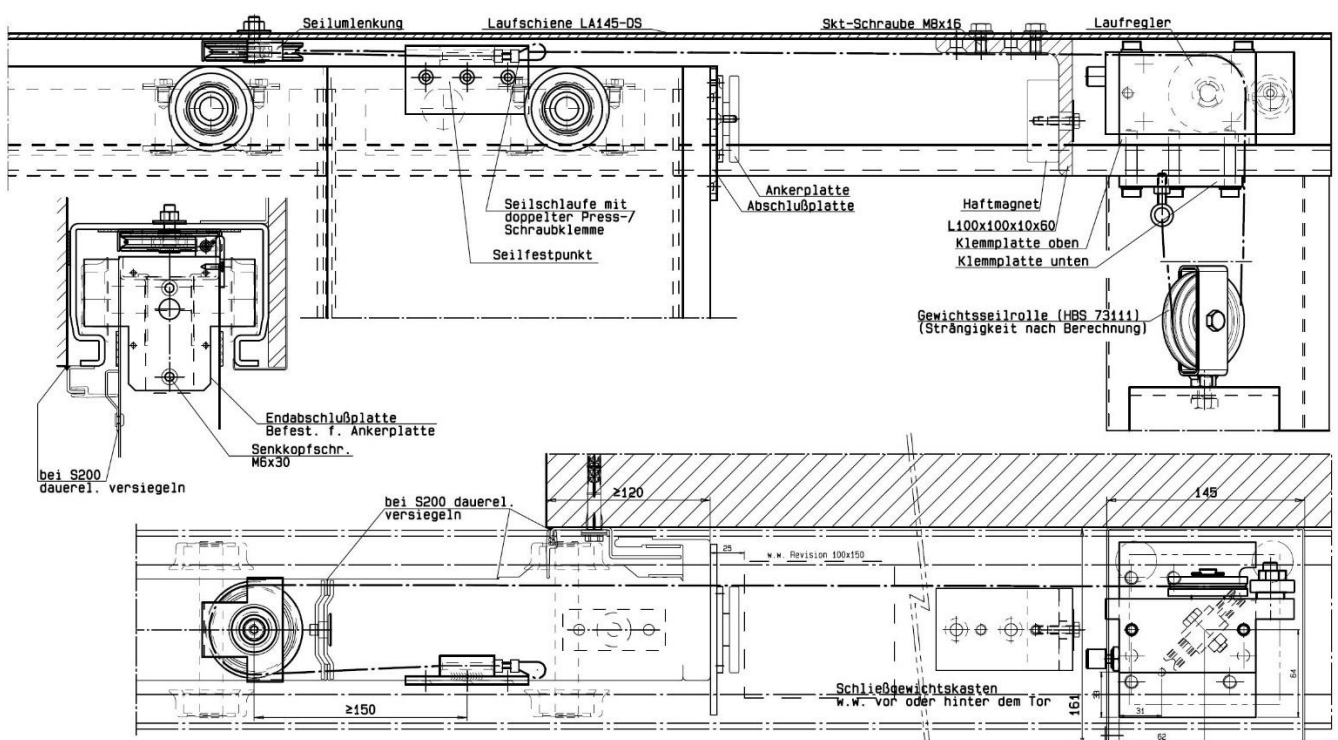 Seilumlenkung
Laufschiene LA145-DS
Skt-Schraube M8x16
Laufregler
Ankerplatte
Abschlußplatte
Seilschlaufe mit
doppelter Press-/
Schraubklemme
Seilfestpunkt
Haftmagnet
L100x100x10x60
Klemmplatte oben
Klemmplatte unten
Gewichtsseilrolle (HBS 73111)
(Strängigkeit nach Berechnung)
Endabschlußplatte
Befest. f. Ankerplatte
Senkkopfschr.
M6x30
bei S200
dauerel. versiegeln
bei S200 dauerel.
versiegeln
≥120
145
25
w.w. Revision 100x150
Schließgewichtskasten
w.w. vor oder hinter dem Tor
161
≥150
33
31
62
64